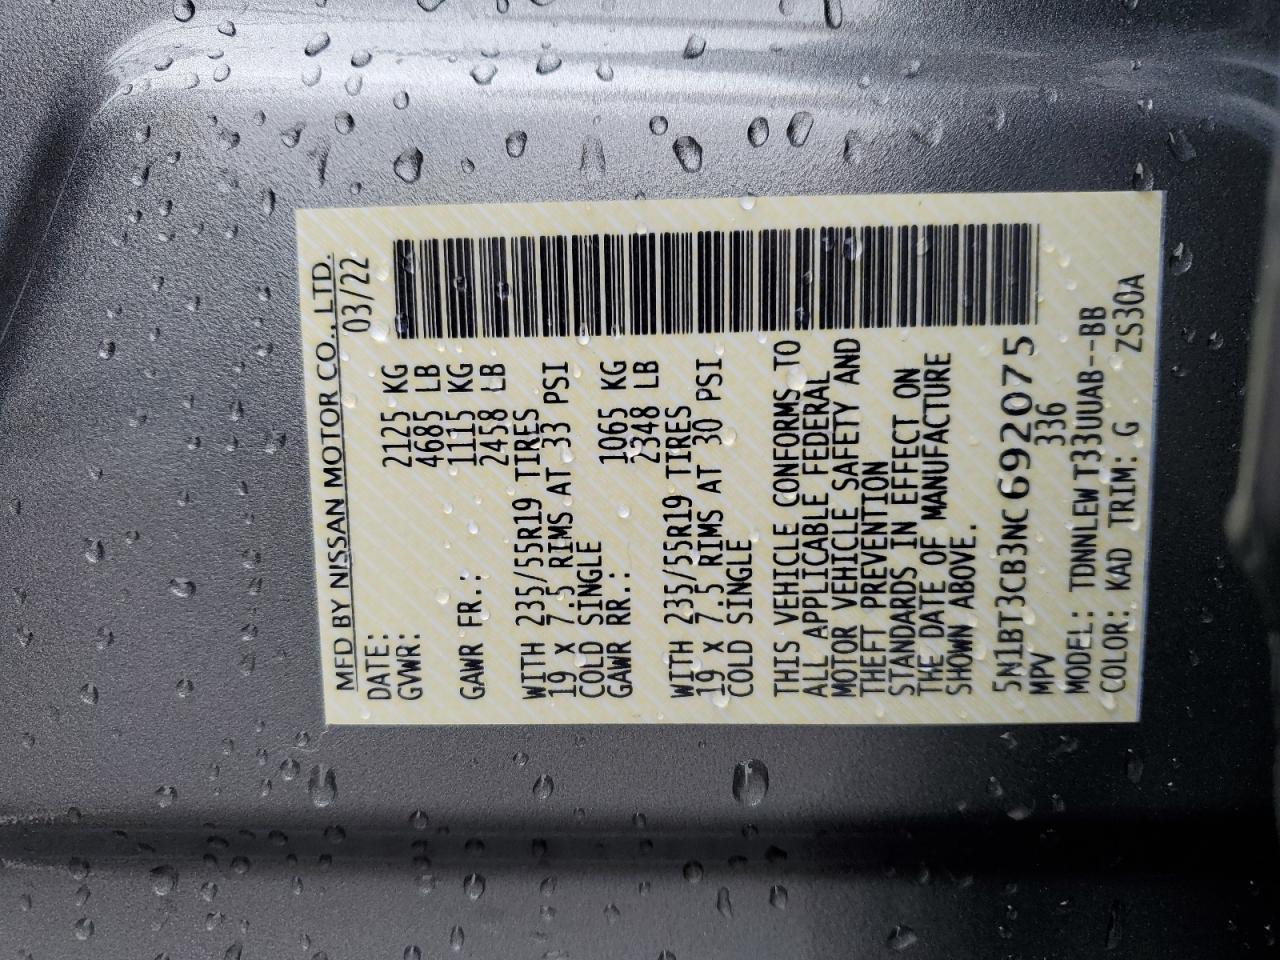 MFD BY NISSAN MOTOR CO., LTD.
DATE: 03/22
GVWR: 2125 KG
4685 LB
GAWR FR.: 1115 KG
2458 LB
WITH 235/55R19 TIRES
19 X 7.5 RIMS AT 33 PSI
COLD SINGLE
GAWR RR.: 1065 KG
2348 LB
WITH 235/55R19 TIRES
19 X 7.5 RIMS AT 30 PSI
COLD SINGLE
THIS VEHICLE CONFORMS TO
ALL APPLICABLE FEDERAL
MOTOR VEHICLE SAFETY AND
THEFT PREVENTION
STANDARDS IN EFFECT ON
THE DATE OF MANUFACTURE
SHOWN ABOVE.
5N1BT3CB3NC692075
MPV 336
MODEL: TDNNLEWT33UUAB--BB
COLOR: KAD TRIM: G ZS30A